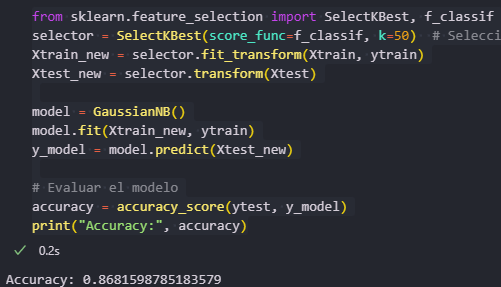 from sklearn.feature_selection import SelectKBest, f_classif
selector = SelectKBest(score_func=f_classif, k=50)  # Selecci
Xtrain_new = selector.fit_transform(Xtrain, ytrain)
Xtest_new = selector.transform(Xtest)
model = GaussianNB()
model.fit(Xtrain_new, ytrain)
y_model = model.predict(Xtest_new)
# Evaluar el modelo
accuracy = accuracy_score(ytest, y_model)
print("Accuracy:", accuracy)
0.2s
Accuracy: 0.8681598785183579